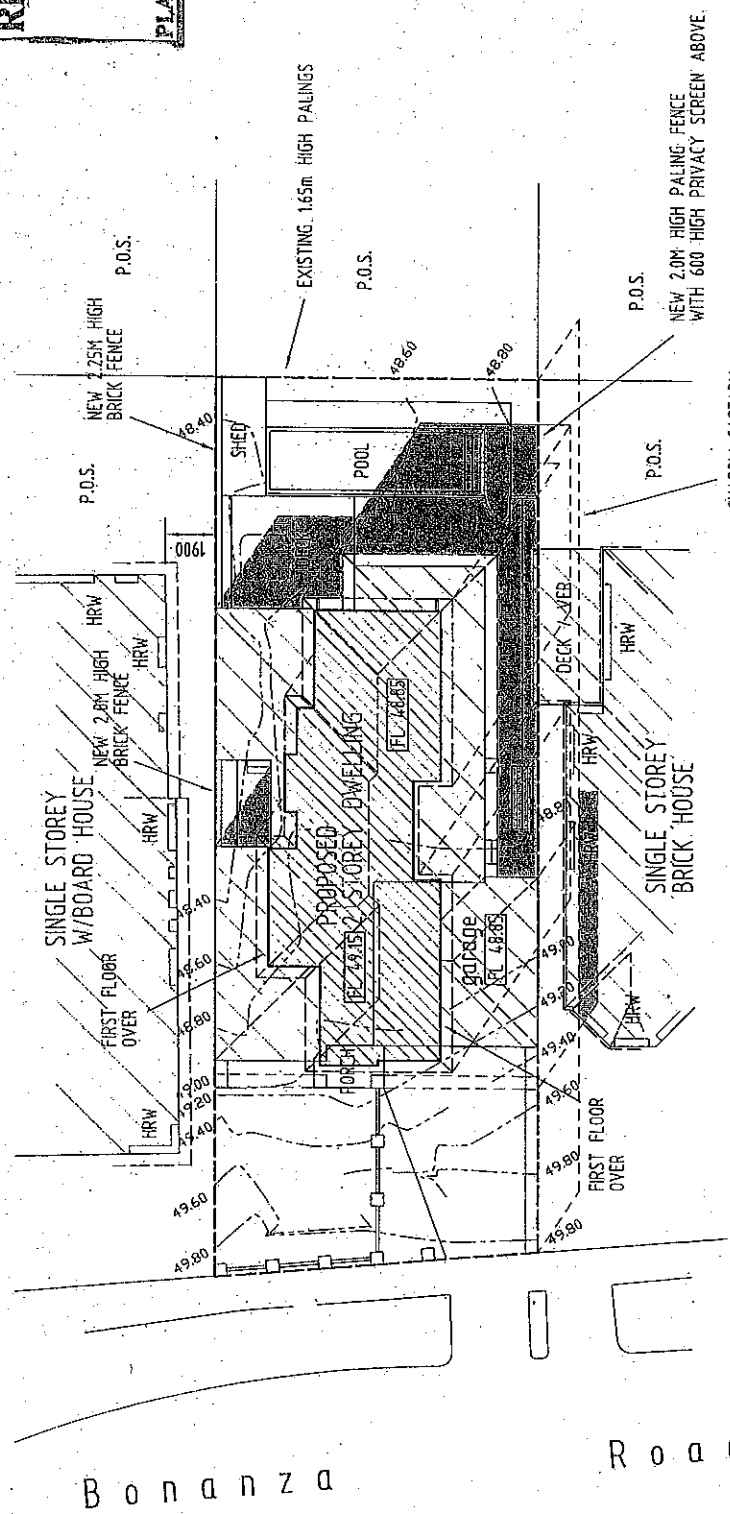 PLA
P.O.S.
NEW 2.25M HIGH
BRICK FENCE
P.O.S.
EXISTING 1.65m HIGH PALINGS
P.O.S.
P.O.S.
NEW 2.0M HIGH PALING FENCE
WITH 600 HIGH PRIVACY SCREEN ABOVE.
P.O.S.
48.40
SHED
POOL
48.60
48.80
1900
HRW
HRW
NEW 2.0M HIGH
BRICK FENCE
HRW
SINGLE STOREY
W/BOARD HOUSE
FIRST FLOOR
OVER
HRW
DECK / VER
HRW
HRW
SINGLE STOREY
BRICK HOUSE
HRW
PROPOSED
2 STOREY DWELLING
FL 48.85
FL 49.15
garage
FL 48.85
PORCH
FIRST FLOOR
OVER
48.40
48.60
48.80
49.00
49.20
49.40
49.60
49.80
48.80
49.00
49.20
49.40
49.60
49.80
49.80
Bonanza Roa